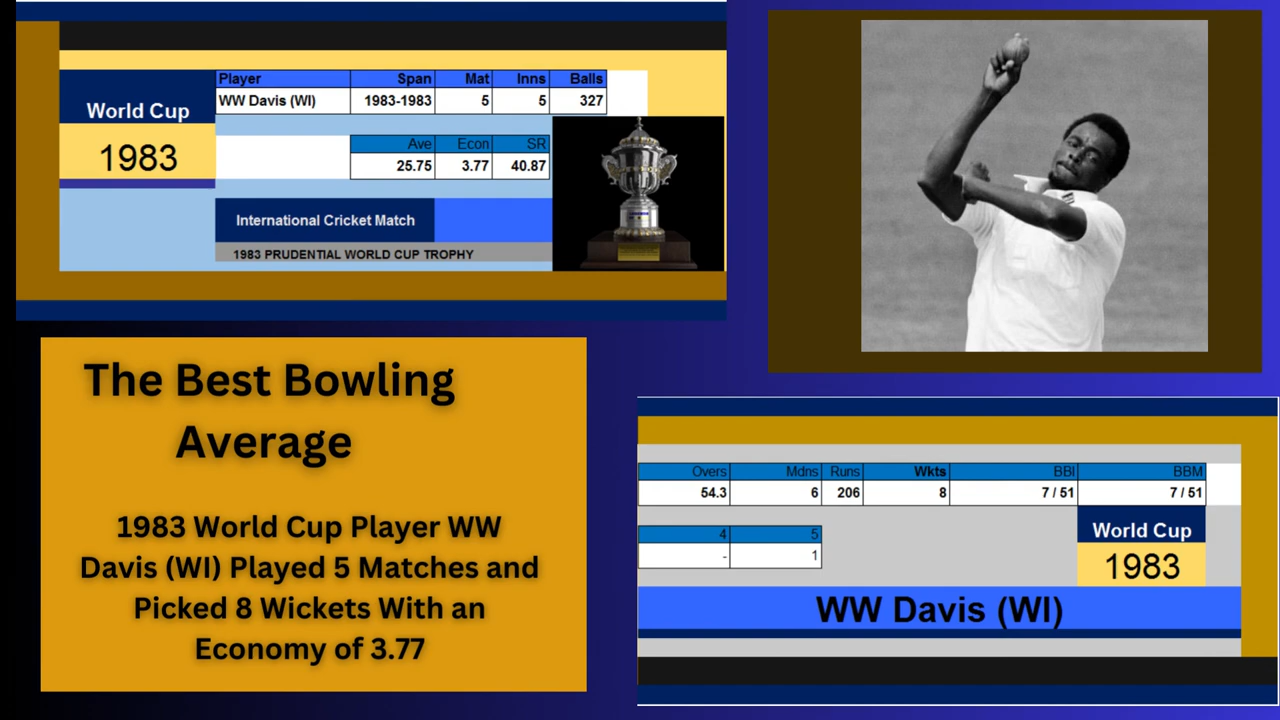 Player Span Mat Inns Balls
WW Davis (WI) 1983-1983 5 5 327
World Cup
1983
Ave Econ SR
25.75 3.77 40.87
International Cricket Match
1983 PRUDENTIAL WORLD CUP TROPHY
The Best Bowling
Average
1983 World Cup Player WW
Davis (WI) Played 5 Matches and
Picked 8 Wickets With an
Economy of 3.77
Overs Mdns Runs Wkts BBI BBM
54.3 6 206 8 7 / 51 7 / 51
4 5
- 1
World Cup
1983
WW Davis (WI)